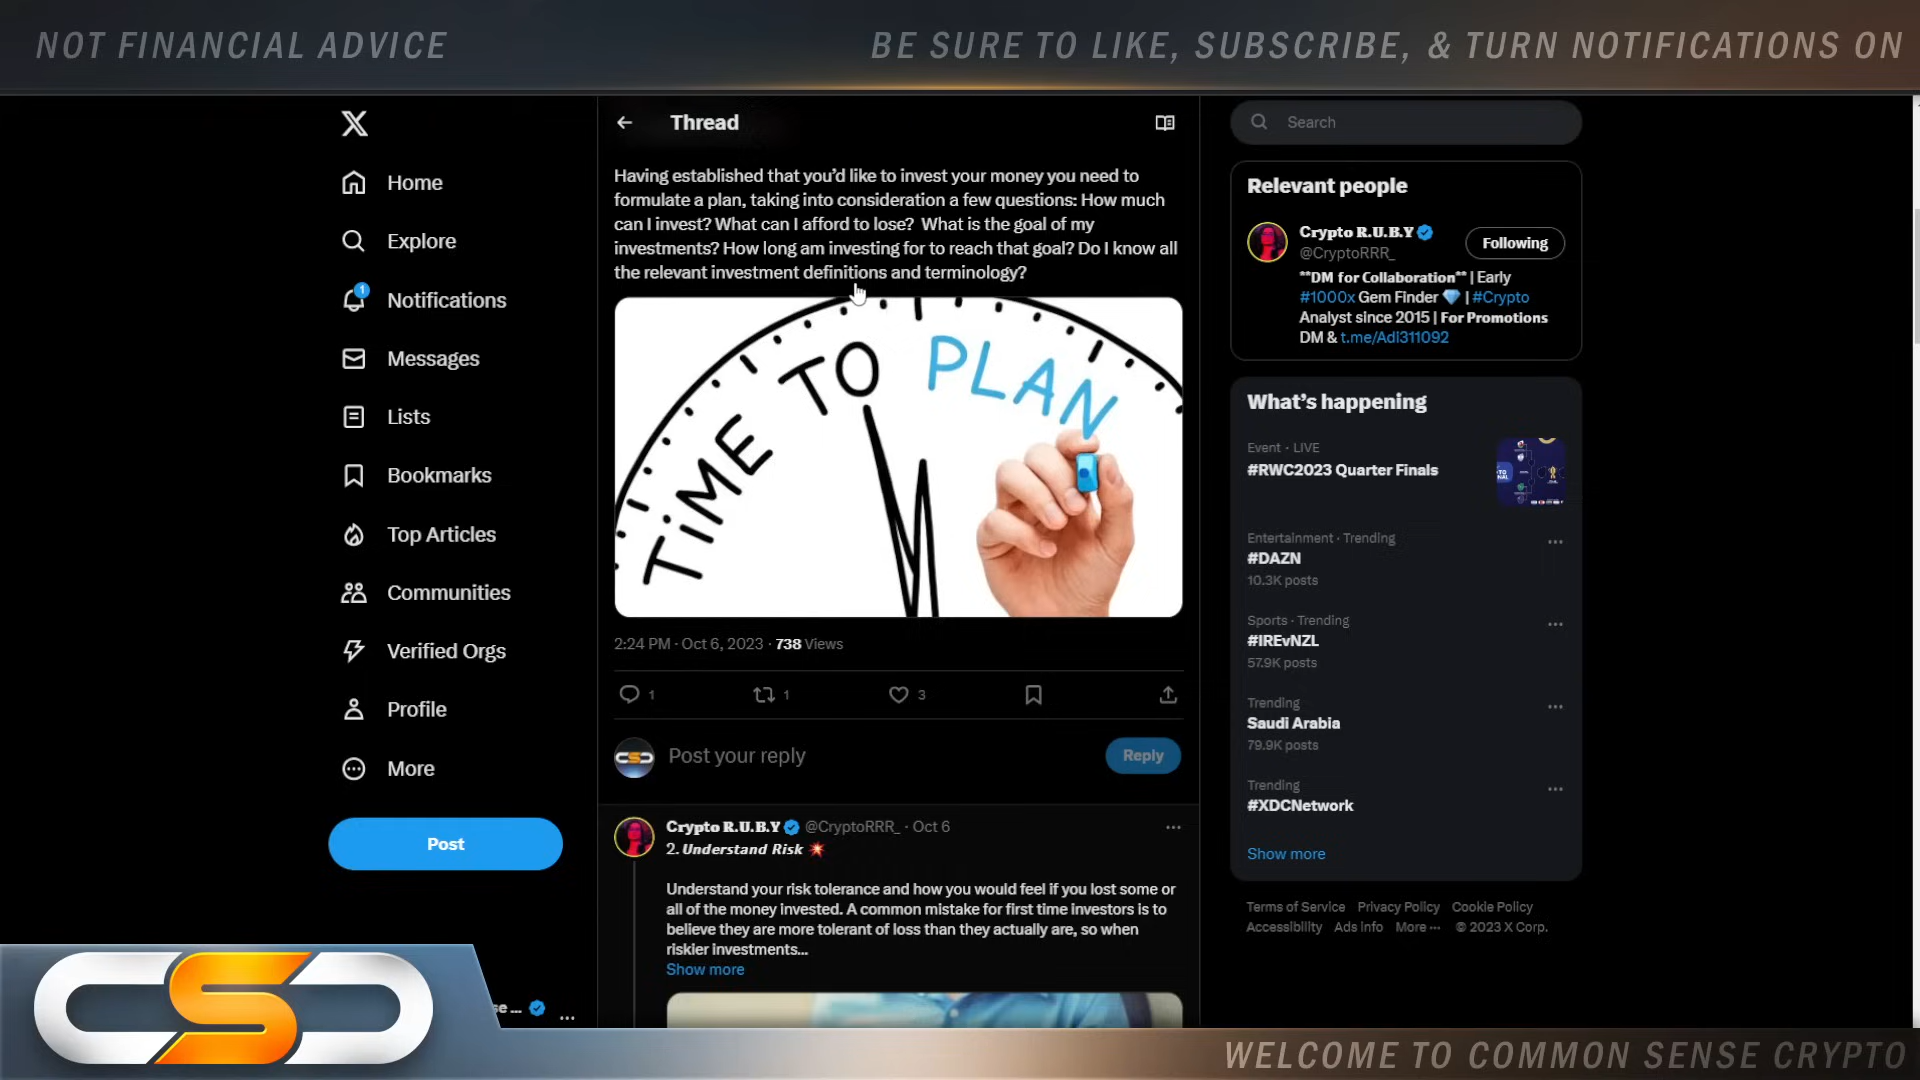 NOT FINANCIAL ADVICE
BE SURE TO LIKE, SUBSCRIBE, & TURN NOTIFICATIONS ON
Home
Explore
1
Notifications
Messages
Lists
Bookmarks
Top Articles
Communities
Verified Orgs
Profile
More
Post
se ...
Thread
Having established that you'd like to invest your money you need to
formulate a plan, taking into consideration a few questions: How much
can I invest? What can I afford to lose?  What is the goal of my
investments? How long am investing for to reach that goal? Do I know all
the relevant investment definitions and terminology?
TIME TO PLAN
2:24 PM · Oct 6, 2023 · 738 Views
1 1 3
CSC
Post your reply
Reply
Crypto R.U.B.Y @CryptoRRR_ · Oct 6
2. Understand Risk 💥
Understand your risk tolerance and how you would feel if you lost some or
all of the money invested. A common mistake for first time investors is to
believe they are more tolerant of loss than they actually are, so when
riskier investments...
Show more
Search
Relevant people
Crypto R.U.B.Y
@CryptoRRR_
Following
**DM for Collaboration** | Early
#1000x Gem Finder 💎 | #Crypto
Analyst since 2015 | For Promotions
DM & t.me/Adi311092
What's happening
Event · LIVE
#RWC2023 Quarter Finals
Entertainment · Trending
#DAZN
10.3K posts
Sports · Trending
#IREvNZL
57.9K posts
Trending
Saudi Arabia
79.9K posts
Trending
#XDCNetwork
Show more
Terms of Service Privacy Policy Cookie Policy
Accessibility Ads info More ··· © 2023 X Corp.
CSC
WELCOME TO COMMON SENSE CRYPTO